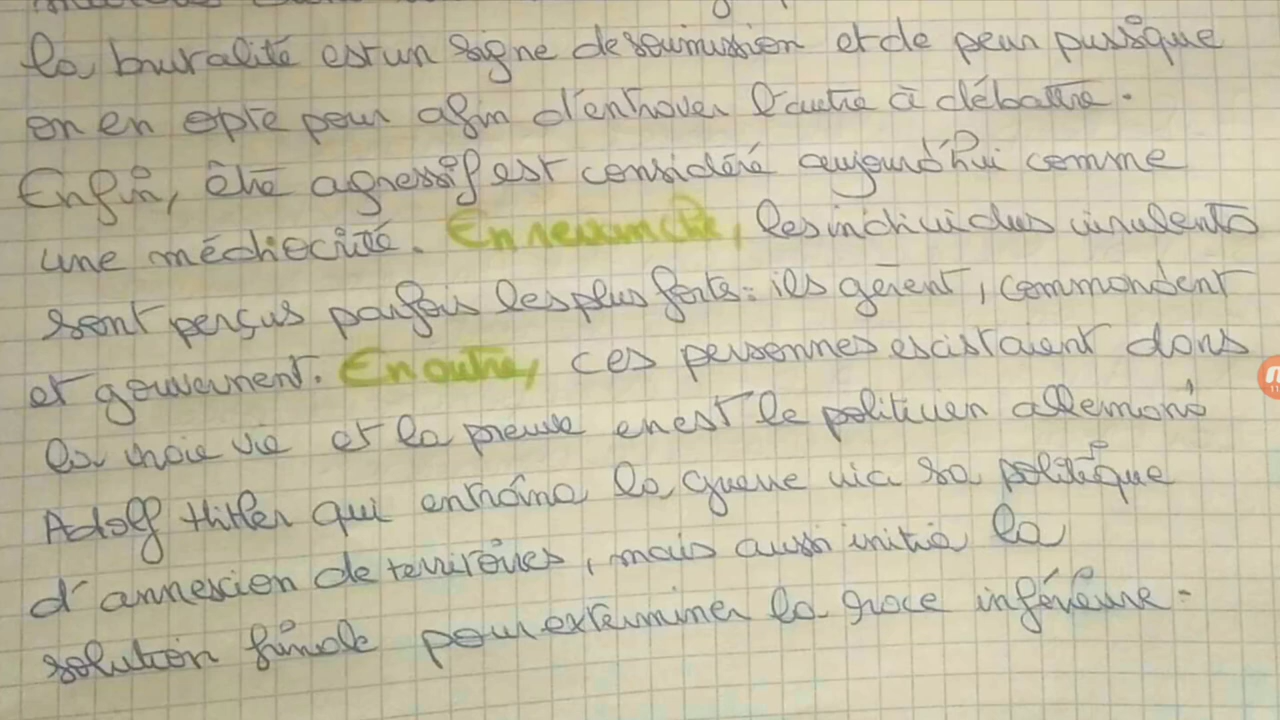 la buralité est un signe de soumission et de peur puisque
on en opte pour afin d'entraver l'autre à débattre.
Enfin, être agressif est considéré aujourd'hui comme
une médiocrité. En revanche, les individus virulents
sont perçus parfois les plus forts : ils gèrent, commandent
et gouvernent. En outre, ces personnes existaient dans
la vraie vie et la preuve en est le politicien allemand
Adolf Hitler qui entraîna la guerre via sa politique
d'annexion de territoires, mais aussi initia la
solution finale pour exterminer la race inférieure.